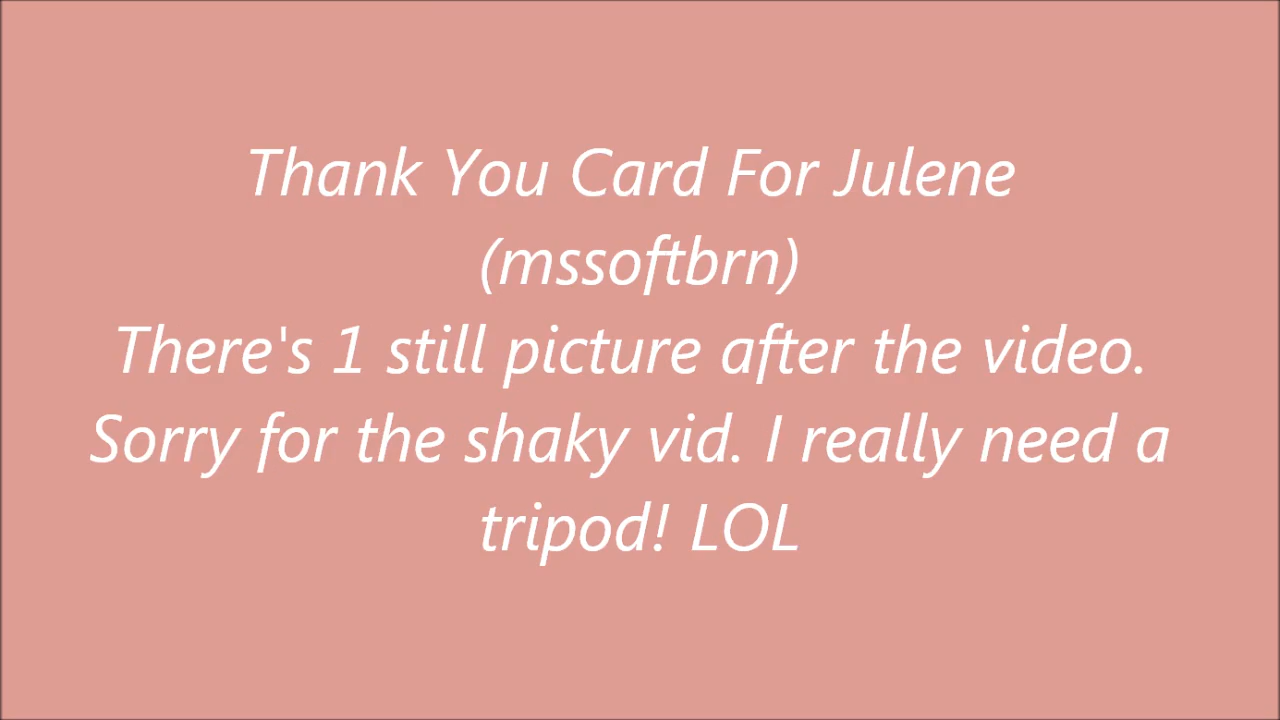 Thank You Card For Julene
(mssoftbrn)
There's 1 still picture after the video.
Sorry for the shaky vid. I really need a
tripod! LOL